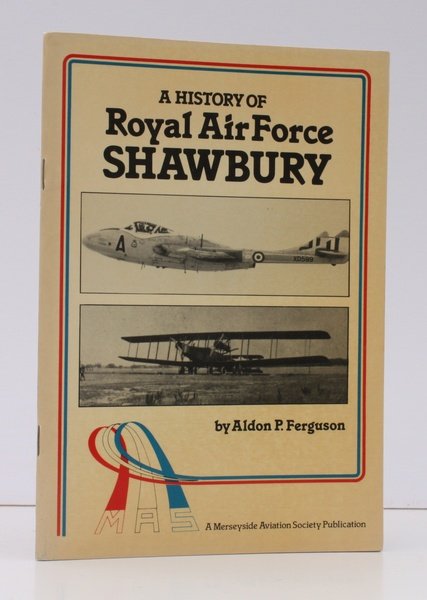 A HISTORY OF
Royal Air Force
SHAWBURY
A
XD599
by Aldon P. Ferguson
MAS
A Merseyside Aviation Society Publication